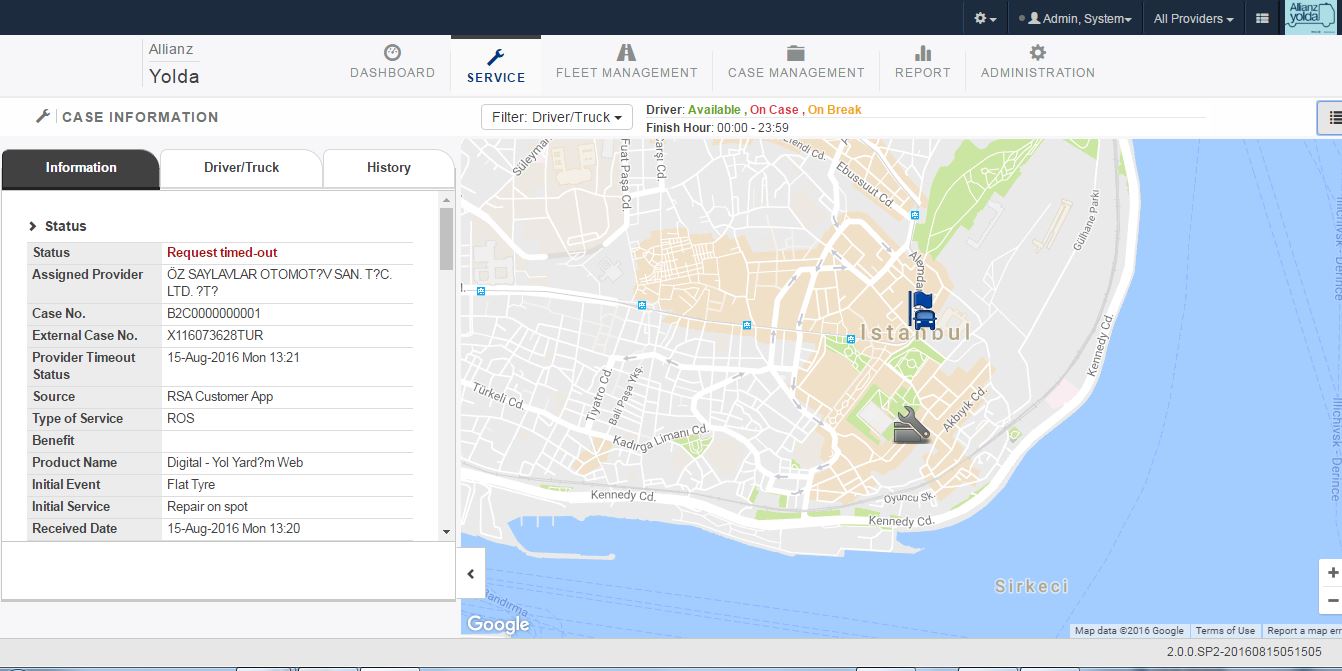 Admin, System
All Providers
Allianz
yolda
Allianz
Yolda
DASHBOARD
SERVICE
FLEET MANAGEMENT
CASE MANAGEMENT
REPORT
ADMINISTRATION
CASE INFORMATION
Filter: Driver/Truck
Driver: Available , On Case , On Break
Finish Hour: 00:00 - 23:59
Information
Driver/Truck
History
Status
Status Request timed-out
Assigned Provider ÖZ SAYLAVLAR OTOMOT?V SAN. T?C.
LTD. ?T?
Case No. B2C0000000001
External Case No. X116073628TUR
Provider Timeout 15-Aug-2016 Mon 13:21
Status
Source RSA Customer App
Type of Service ROS
Benefit
Product Name Digital - Yol Yard?m Web
Initial Event Flat Tyre
Initial Service Repair on spot
Received Date 15-Aug-2016 Mon 13:20
Süleyman
Fuat Paşa Cd.
Çarşı Cd.
Efendi Cd.
Ebussuut Cd.
Gülhane Parkı
Alemdar
Istanbul
Kennedy Cd.
Türkeli Cd.
Tiyatro Cd.
Bali Paşa Ykş.
Kadırga Limanı Cd.
Akbıyık Cd.
Kennedy Cd.
Oyuncu Sk.
Kennedy Cd.
Sirkeci
Bandırma
Illichivsk - Derince
Illichivsk - Derince
Google
Map data ©2016 Google
Terms of Use
Report a map err
2.0.0.SP2-20160815051505